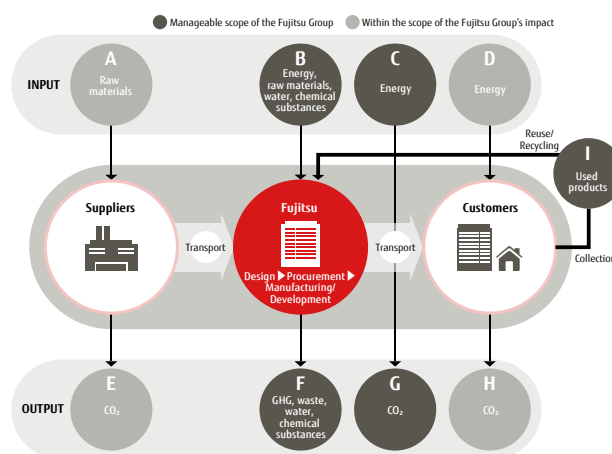 Manageable scope of the Fujitsu Group
Within the scope of the Fujitsu Group's impact
INPUT
A
Raw
materials
B
Energy,
raw materials,
water, chemical
substances
C
Energy
D
Energy
Reuse/
Recycling
I
Used
products
Suppliers
Transport
Fujitsu
Design ▶ Procurement ▶
Manufacturing/
Development
Transport
Customers
Collection
OUTPUT
E
CO₂
F
GHG, waste,
water,
chemical
substances
G
CO₂
H
CO₂